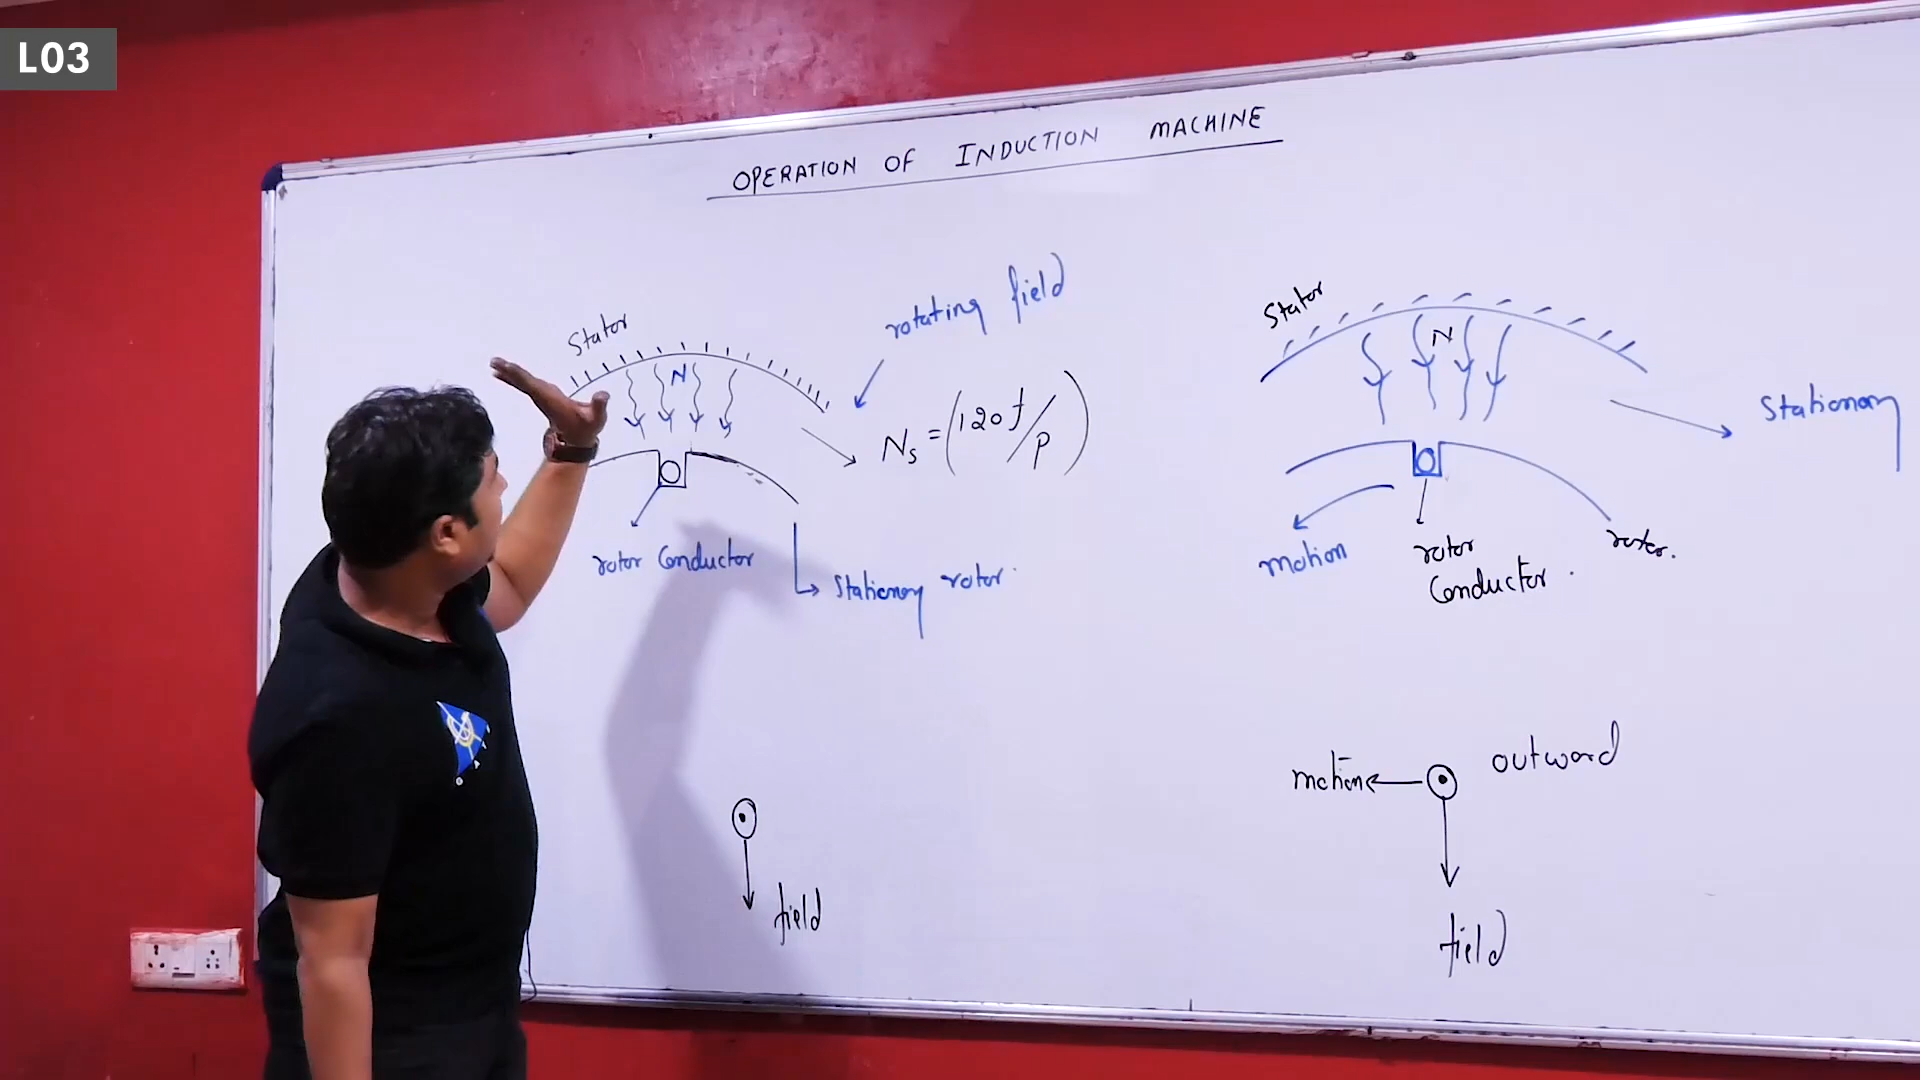 L03
OPERATION OF INDUCTION MACHINE
Stator
N
rotating field
Ns = (120f/P)
rotor Conductor
Stationary rotor.
field
Stator
N
Stationary
motion
rotor
Conductor.
rotor.
motion
outward
field